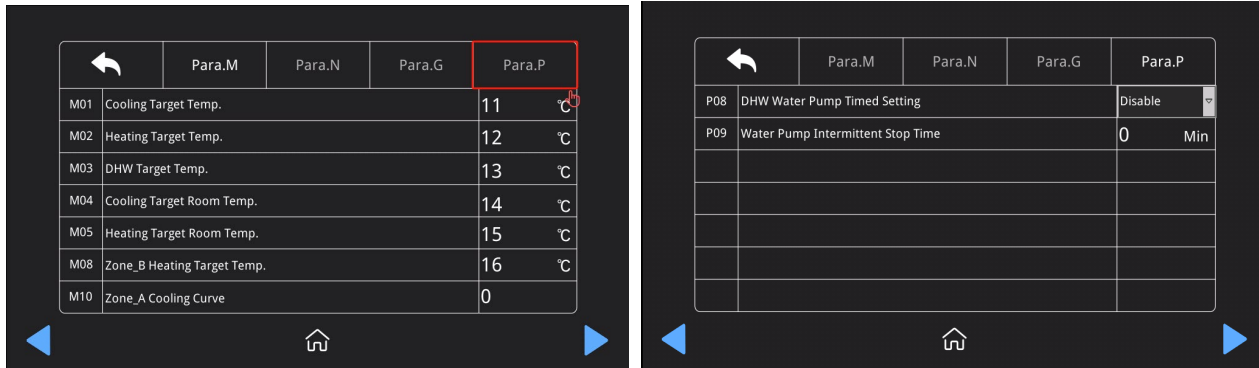 Para.M Para.N Para.G Para.P
M01 Cooling Target Temp. 11 ℃
M02 Heating Target Temp. 12 ℃
M03 DHW Target Temp. 13 ℃
M04 Cooling Target Room Temp. 14 ℃
M05 Heating Target Room Temp. 15 ℃
M08 Zone_B Heating Target Temp. 16 ℃
M10 Zone_A Cooling Curve 0
Para.M Para.N Para.G Para.P
P08 DHW Water Pump Timed Setting Disable
P09 Water Pump Intermittent Stop Time 0 Min